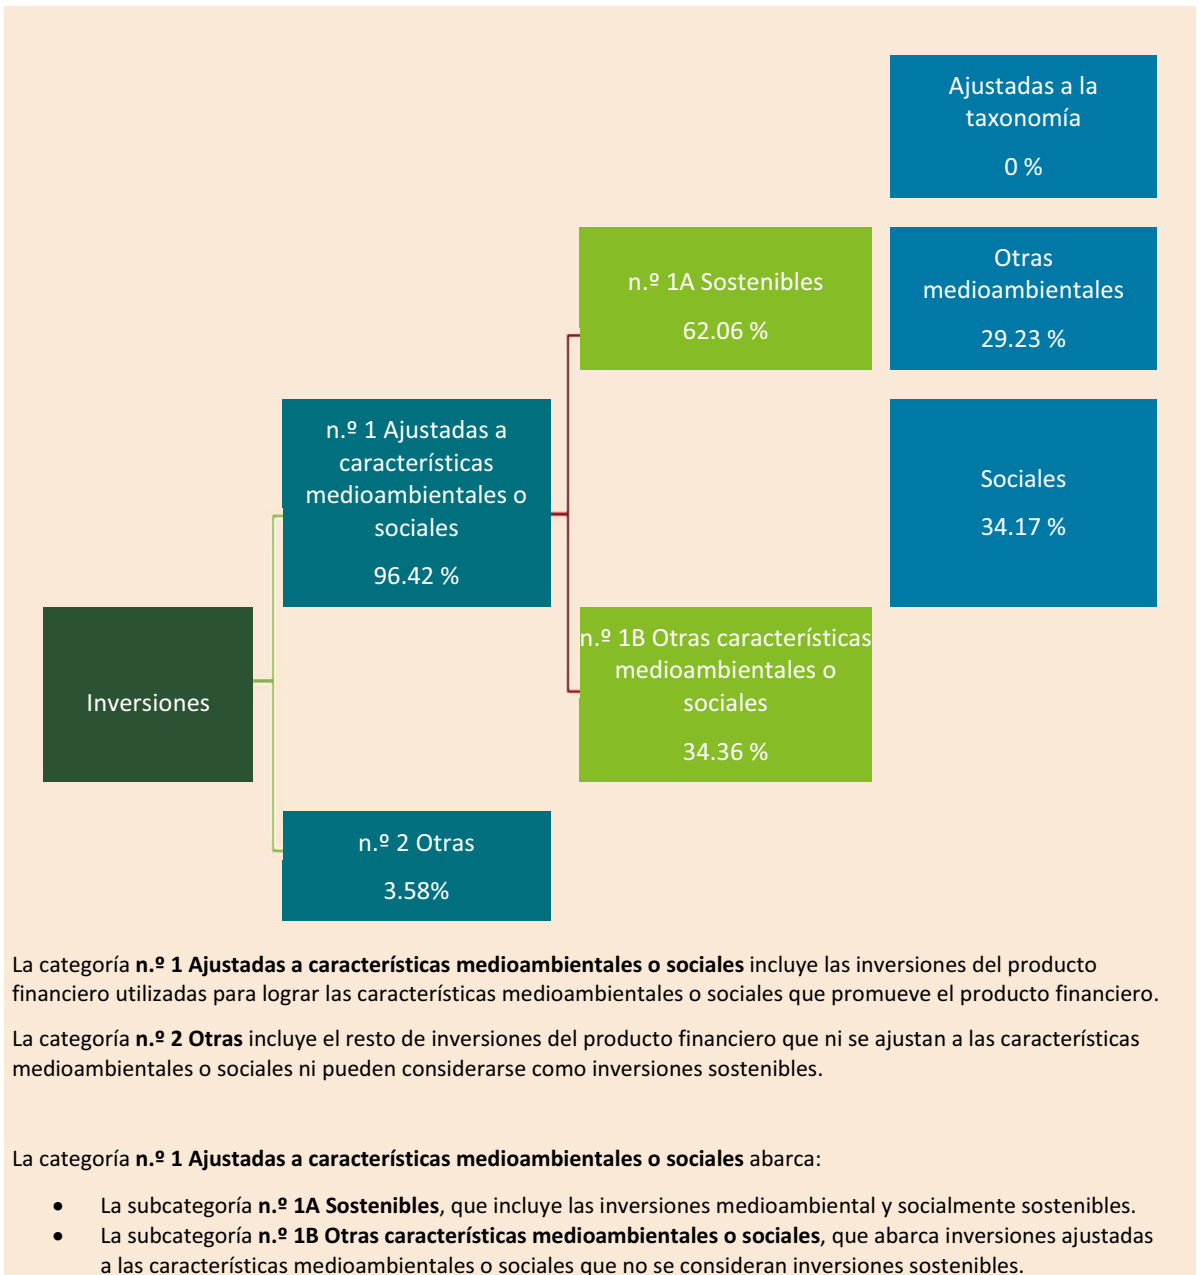 Ajustadas a la
taxonomía
0 %
n.º 1A Sostenibles
62.06 %
Otras
medioambientales
29.23 %
n.º 1 Ajustadas a
características
medioambientales o
sociales
96.42 %
Sociales
34.17 %
Inversiones
n.º 1B Otras características
medioambientales o
sociales
34.36 %
n.º 2 Otras
3.58%
La categoría n.º 1 Ajustadas a características medioambientales o sociales incluye las inversiones del producto
financiero utilizadas para lograr las características medioambientales o sociales que promueve el producto financiero.
La categoría n.º 2 Otras incluye el resto de inversiones del producto financiero que ni se ajustan a las características
medioambientales o sociales ni pueden considerarse como inversiones sostenibles.
La categoría n.º 1 Ajustadas a características medioambientales o sociales abarca:
• La subcategoría n.º 1A Sostenibles, que incluye las inversiones medioambiental y socialmente sostenibles.
• La subcategoría n.º 1B Otras características medioambientales o sociales, que abarca inversiones ajustadas
a las características medioambientales o sociales que no se consideran inversiones sostenibles.